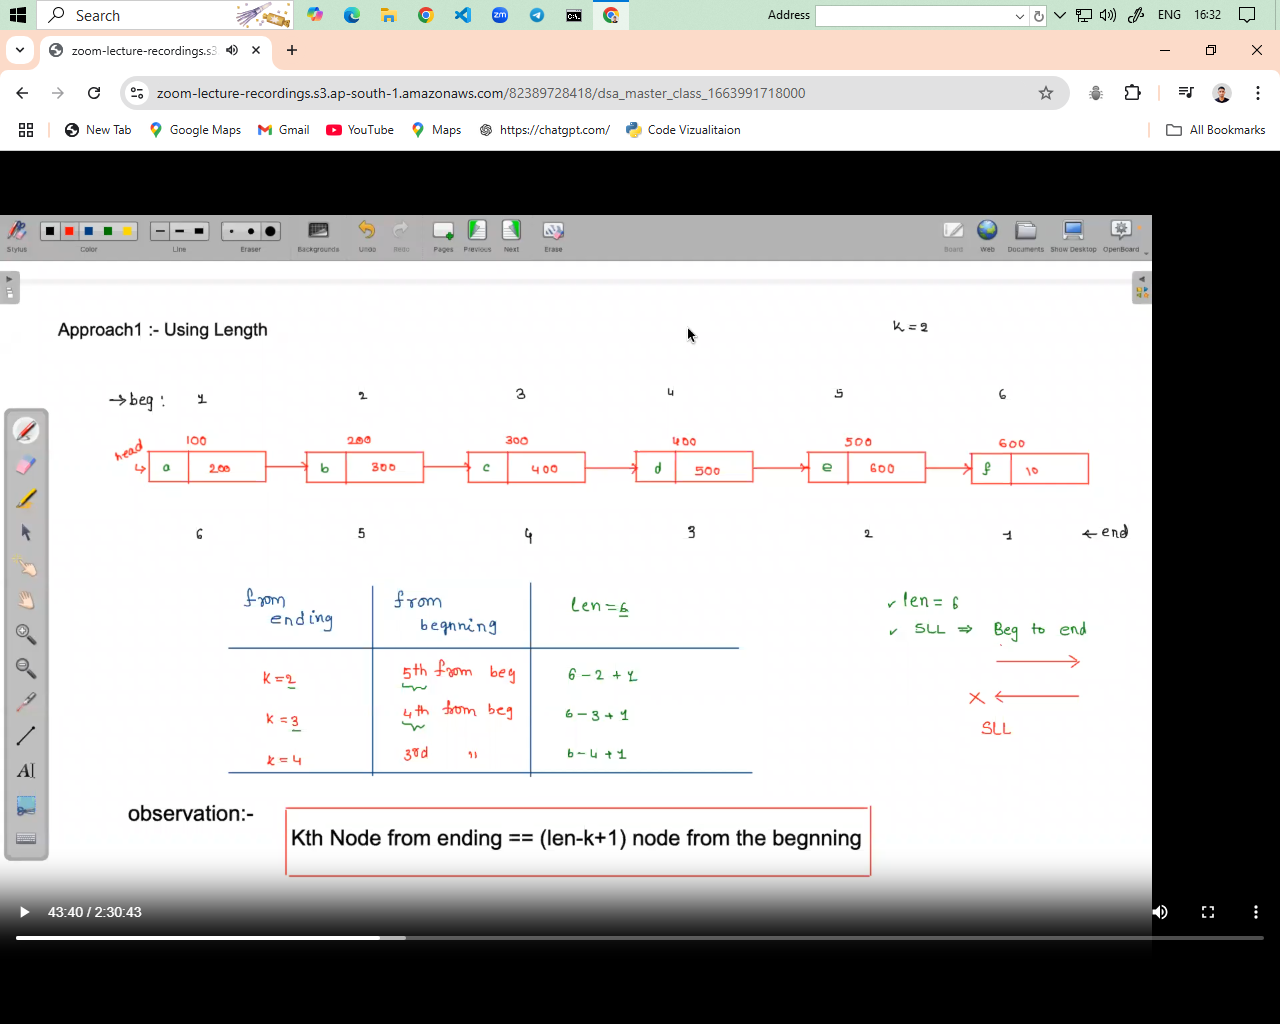 Search
Address
ENG
16:32
zoom-lecture-recordings.s3
zoom-lecture-recordings.s3.ap-south-1.amazonaws.com/82389728418/dsa_master_class_1663991718000
New Tab
Google Maps
Gmail
YouTube
Maps
https://chatgpt.com/
Code Vizualitaion
All Bookmarks
Stylus
Color
Line
Eraser
Backgrounds
Undo
Redo
Pages
Previous
Next
Erase
Board
Web
Documents
Show Desktop
OpenBoard
Approach1 :- Using Length
K = 2
→ beg : 1 2 3 4 5 6
head
100 200 300 400 500 600
a 200 b 300 c 400 d 500 e 600 f 10
6 5 4 3 2 1 ← end
from ending
from begnning
len = 6
K = 2 5th from beg 6 - 2 + 1
K = 3 4th from beg 6 - 3 + 1
K = 4 3rd " 6 - 4 + 1
✓ len = 6
✓ SLL ⇒ Beg to end
X
SLL
observation:-
Kth Node from ending == (len-k+1) node from the begnning
43:40 / 2:30:43